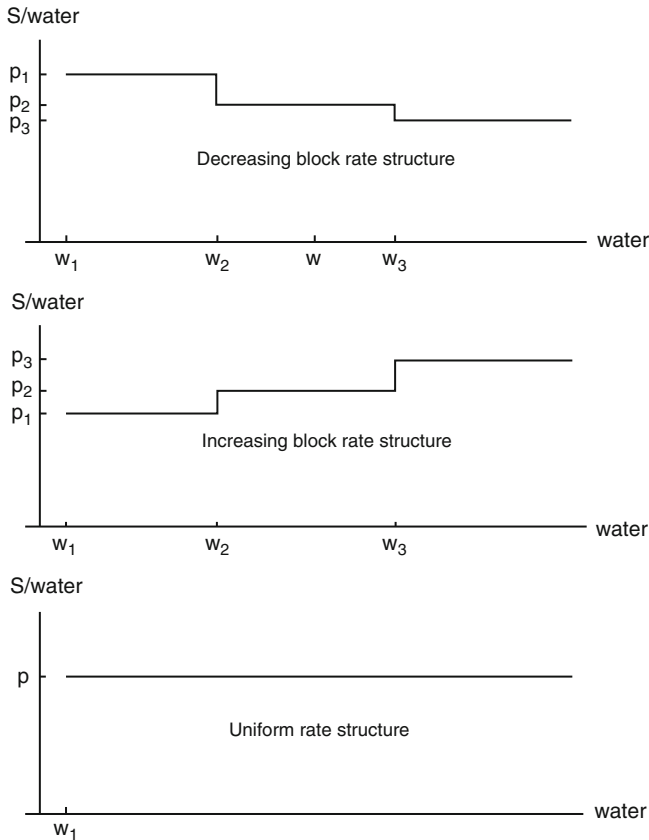 S/water
p1
p2
p3
Decreasing block rate structure
water
w1 w2 w w3
S/water
p3
p2
p1
Increasing block rate structure
water
w1 w2 w3
S/water
p
Uniform rate structure
water
w1